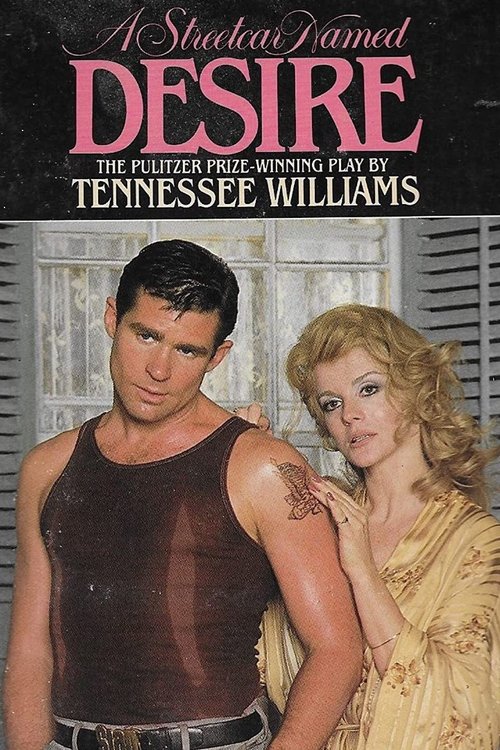 A Streetcar Named
DESIRE
THE PULITZER PRIZE-WINNING PLAY BY
TENNESSEE WILLIAMS